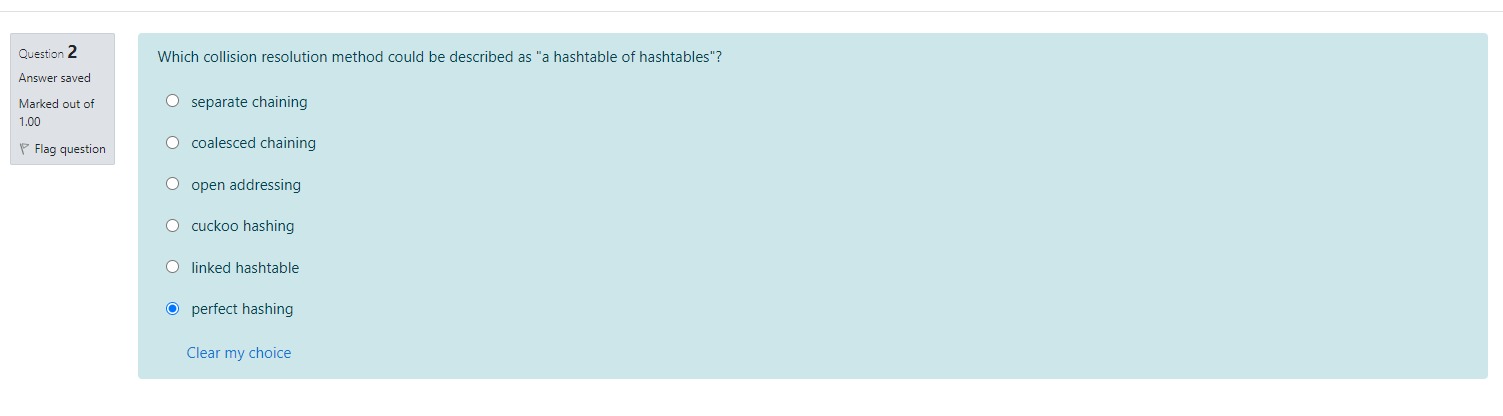 Question 2
Answer saved
Marked out of
1.00
Flag question
Which collision resolution method could be described as "a hashtable of hashtables"?
separate chaining
coalesced chaining
open addressing
cuckoo hashing
linked hashtable
perfect hashing
Clear my choice